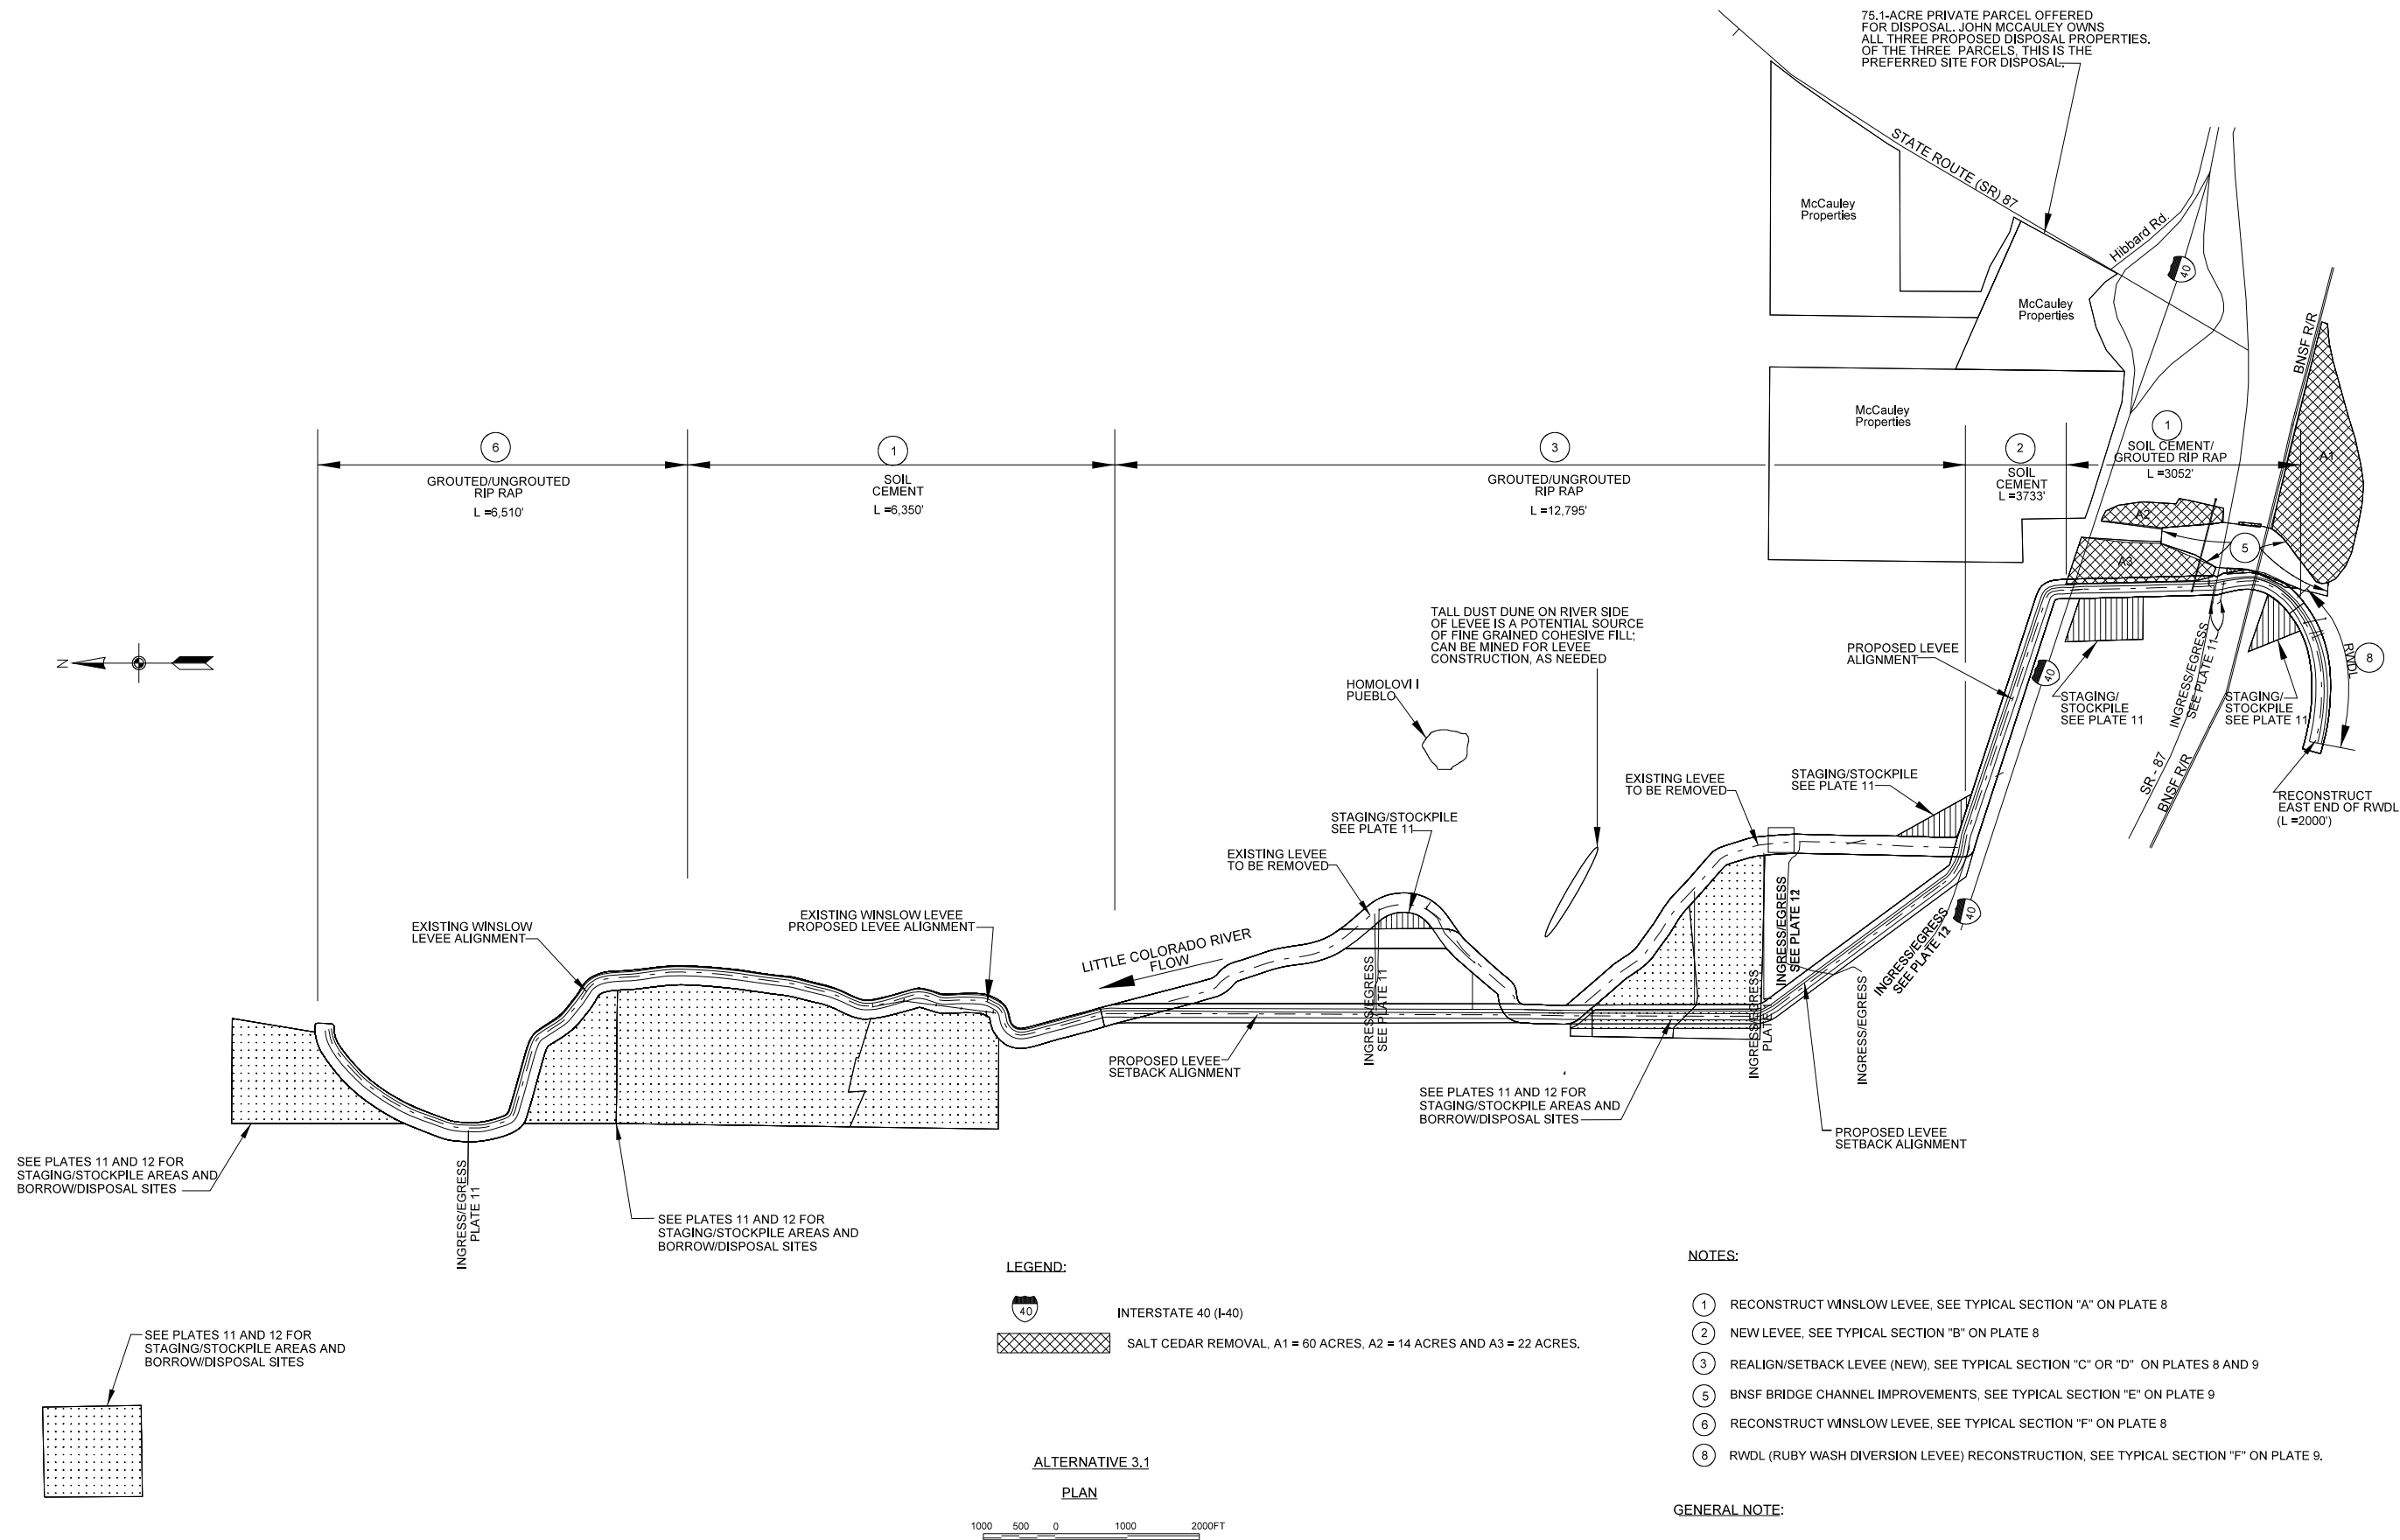 75.1-ACRE PRIVATE PARCEL OFFERED
FOR DISPOSAL. JOHN MCCAULEY OWNS
ALL THREE PROPOSED DISPOSAL PROPERTIES.
OF THE THREE PARCELS, THIS IS THE
PREFERRED SITE FOR DISPOSAL.
STATE ROUTE (SR) 87
McCauley
Properties
Hibbard Rd.
40
McCauley
Properties
BNSF R/R
McCauley
Properties
6
GROUTED/UNGROUTED
RIP RAP
L =6,510'
1
SOIL
CEMENT
L =6,350'
3
GROUTED/UNGROUTED
RIP RAP
L =12,795'
2
SOIL
CEMENT
L =3733'
1
SOIL CEMENT/
GROUTED RIP RAP
L =3052'
A1
A2
A3
5
N
TALL DUST DUNE ON RIVER SIDE
OF LEVEE IS A POTENTIAL SOURCE
OF FINE GRAINED COHESIVE FILL;
CAN BE MINED FOR LEVEE
CONSTRUCTION, AS NEEDED
HOMOLOVI I
PUEBLO
PROPOSED LEVEE
ALIGNMENT
40
STAGING/
STOCKPILE
SEE PLATE 11
INGRESS/EGRESS
SEE PLATE 11
STAGING/
STOCKPILE
SEE PLATE 11
RWDL
8
SR - 87
BNSF R/R
RECONSTRUCT
EAST END OF RWDL
(L =2000')
EXISTING LEVEE
TO BE REMOVED
STAGING/STOCKPILE
SEE PLATE 11
STAGING/STOCKPILE
SEE PLATE 11
EXISTING LEVEE
TO BE REMOVED
EXISTING WINSLOW
LEVEE ALIGNMENT
EXISTING WINSLOW LEVEE
PROPOSED LEVEE ALIGNMENT
LITTLE COLORADO RIVER
FLOW
INGRESS/EGRESS
SEE PLATE 11
INGRESS/EGRESS
SEE PLATE 12
INGRESS/EGRESS
SEE PLATE 12
40
INGRESS/EGRESS
PLATE
INGRESS/EGRESS
PROPOSED LEVEE
SETBACK ALIGNMENT
SEE PLATES 11 AND 12 FOR
STAGING/STOCKPILE AREAS AND
BORROW/DISPOSAL SITES
PROPOSED LEVEE
SETBACK ALIGNMENT
SEE PLATES 11 AND 12 FOR
STAGING/STOCKPILE AREAS AND
BORROW/DISPOSAL SITES
INGRESS/EGRESS
PLATE 11
SEE PLATES 11 AND 12 FOR
STAGING/STOCKPILE AREAS AND
BORROW/DISPOSAL SITES
SEE PLATES 11 AND 12 FOR
STAGING/STOCKPILE AREAS AND
BORROW/DISPOSAL SITES
LEGEND:
40
INTERSTATE 40 (I-40)
SALT CEDAR REMOVAL, A1 = 60 ACRES, A2 = 14 ACRES AND A3 = 22 ACRES.
NOTES:
1 RECONSTRUCT WINSLOW LEVEE, SEE TYPICAL SECTION "A" ON PLATE 8
2 NEW LEVEE, SEE TYPICAL SECTION "B" ON PLATE 8
3 REALIGN/SETBACK LEVEE (NEW), SEE TYPICAL SECTION "C" OR "D" ON PLATES 8 AND 9
5 BNSF BRIDGE CHANNEL IMPROVEMENTS, SEE TYPICAL SECTION "E" ON PLATE 9
6 RECONSTRUCT WINSLOW LEVEE, SEE TYPICAL SECTION "F" ON PLATE 8
8 RWDL (RUBY WASH DIVERSION LEVEE) RECONSTRUCTION, SEE TYPICAL SECTION "F" ON PLATE 9.
ALTERNATIVE 3.1
PLAN
1000 500 0 1000 2000FT
GENERAL NOTE: